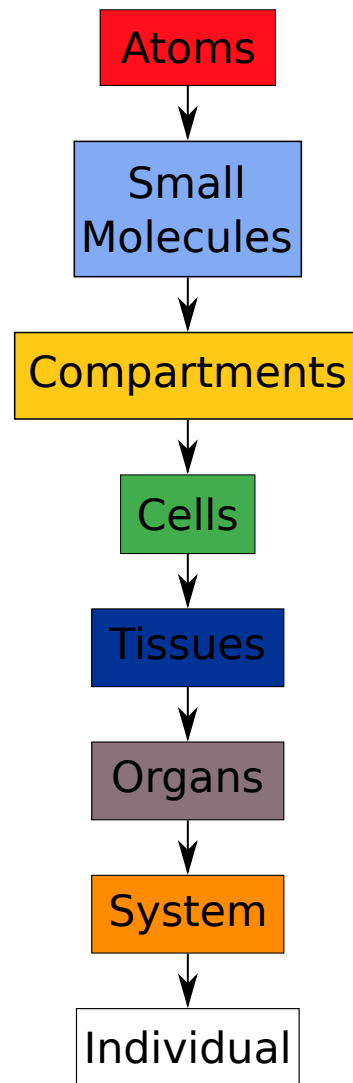 Atoms
Small
Molecules
Compartments
Cells
Tissues
Organs
System
Individual